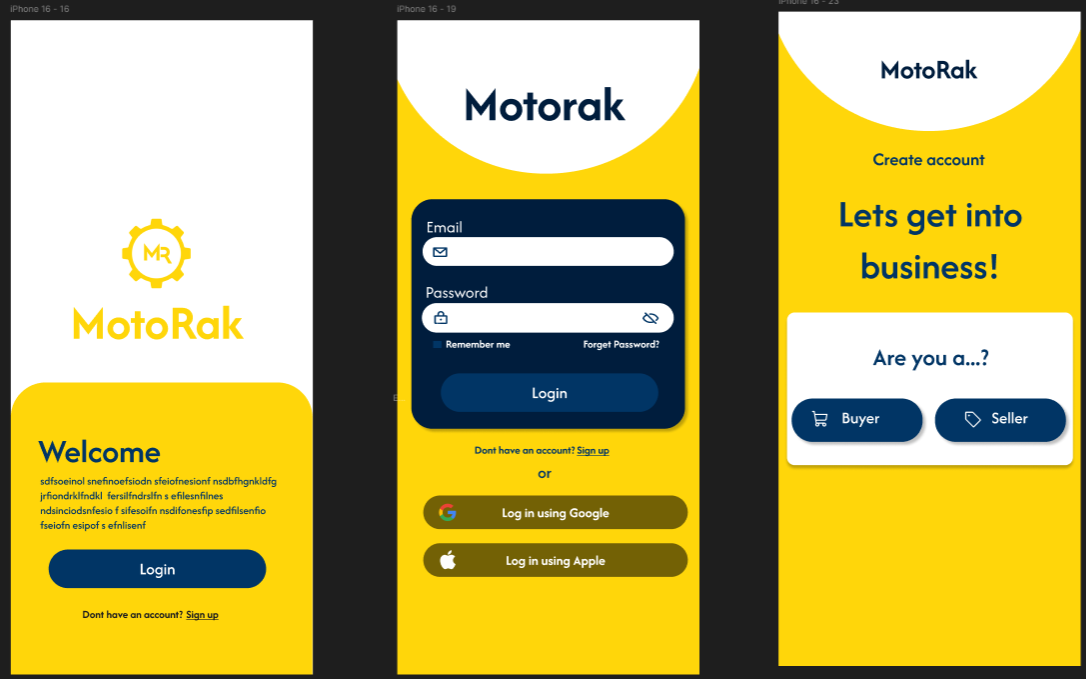 iPhone 16 - 16
MR
MotoRak
Welcome
sdfsoeinol snefinoefsiodn sfeiofnesionf nsdbfhgnkldfg
jrfiondrklfndkl fersilfndrslfn s efilesnfilnes
ndsinciodsnfesio f sifesoifn nsdifonesfip sedfilsenfio
fseiofn esipof s efnlisenf
Login
Dont have an account? Sign up
iPhone 16 - 19
Motorak
Email
Password
Remember me Forget Password?
Login
Dont have an account? Sign up
or
Log in using Google
Log in using Apple
iPhone 16 - 23
MotoRak
Create account
Lets get into
business!
Are you a...?
Buyer Seller